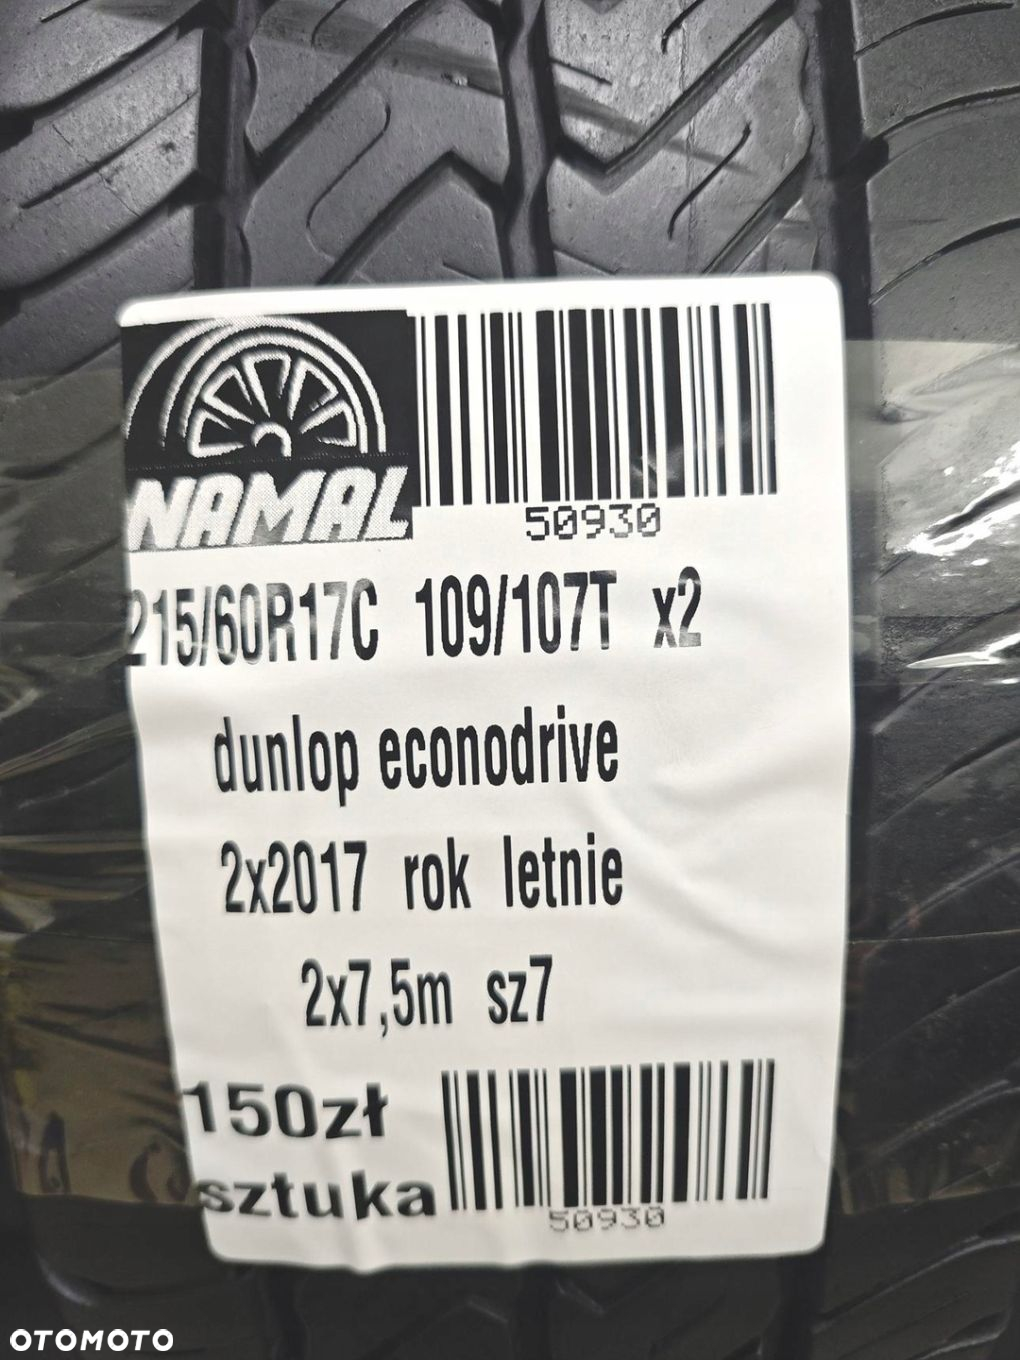 NAMAL
50930
215/60R17C 109/107T x2
dunlop econodrive
2x2017 rok letnie
2x7,5m sz7
150zł
sztuka
50930
OTOMOTO